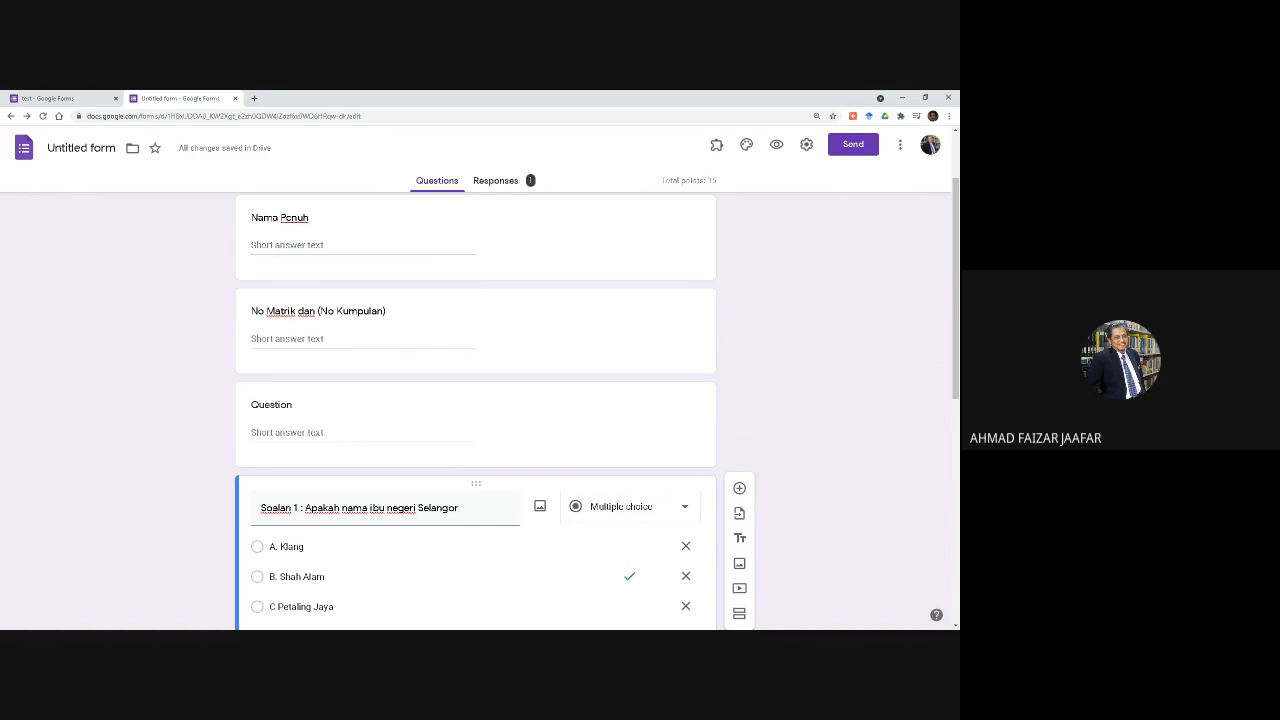 test - Google Forms
Untitled form - Google Forms
Untitled form
All changes saved in Drive
Send
Questions
Responses 1
Total points: 15
Nama Penuh
Short answer text
No Matrik dan (No Kumpulan)
Short answer text
Question
Short answer text
Soalan 1 : Apakah nama ibu negeri Selangor
Multiple choice
A. Klang
B. Shah Alam
C Petaling Jaya
AHMAD FAIZAR JAAFAR